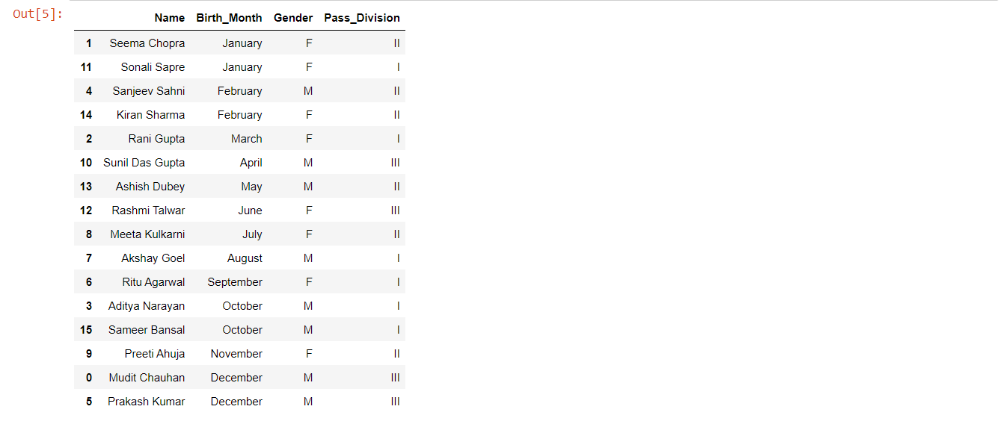 Out[5]:
Name Birth_Month Gender Pass_Division
1 Seema Chopra January F II
11 Sonali Sapre January F I
4 Sanjeev Sahni February M II
14 Kiran Sharma February F II
2 Rani Gupta March F I
10 Sunil Das Gupta April M III
13 Ashish Dubey May M II
12 Rashmi Talwar June F III
8 Meeta Kulkarni July F II
7 Akshay Goel August M I
6 Ritu Agarwal September F I
3 Aditya Narayan October M I
15 Sameer Bansal October M I
9 Preeti Ahuja November F II
0 Mudit Chauhan December M III
5 Prakash Kumar December M III